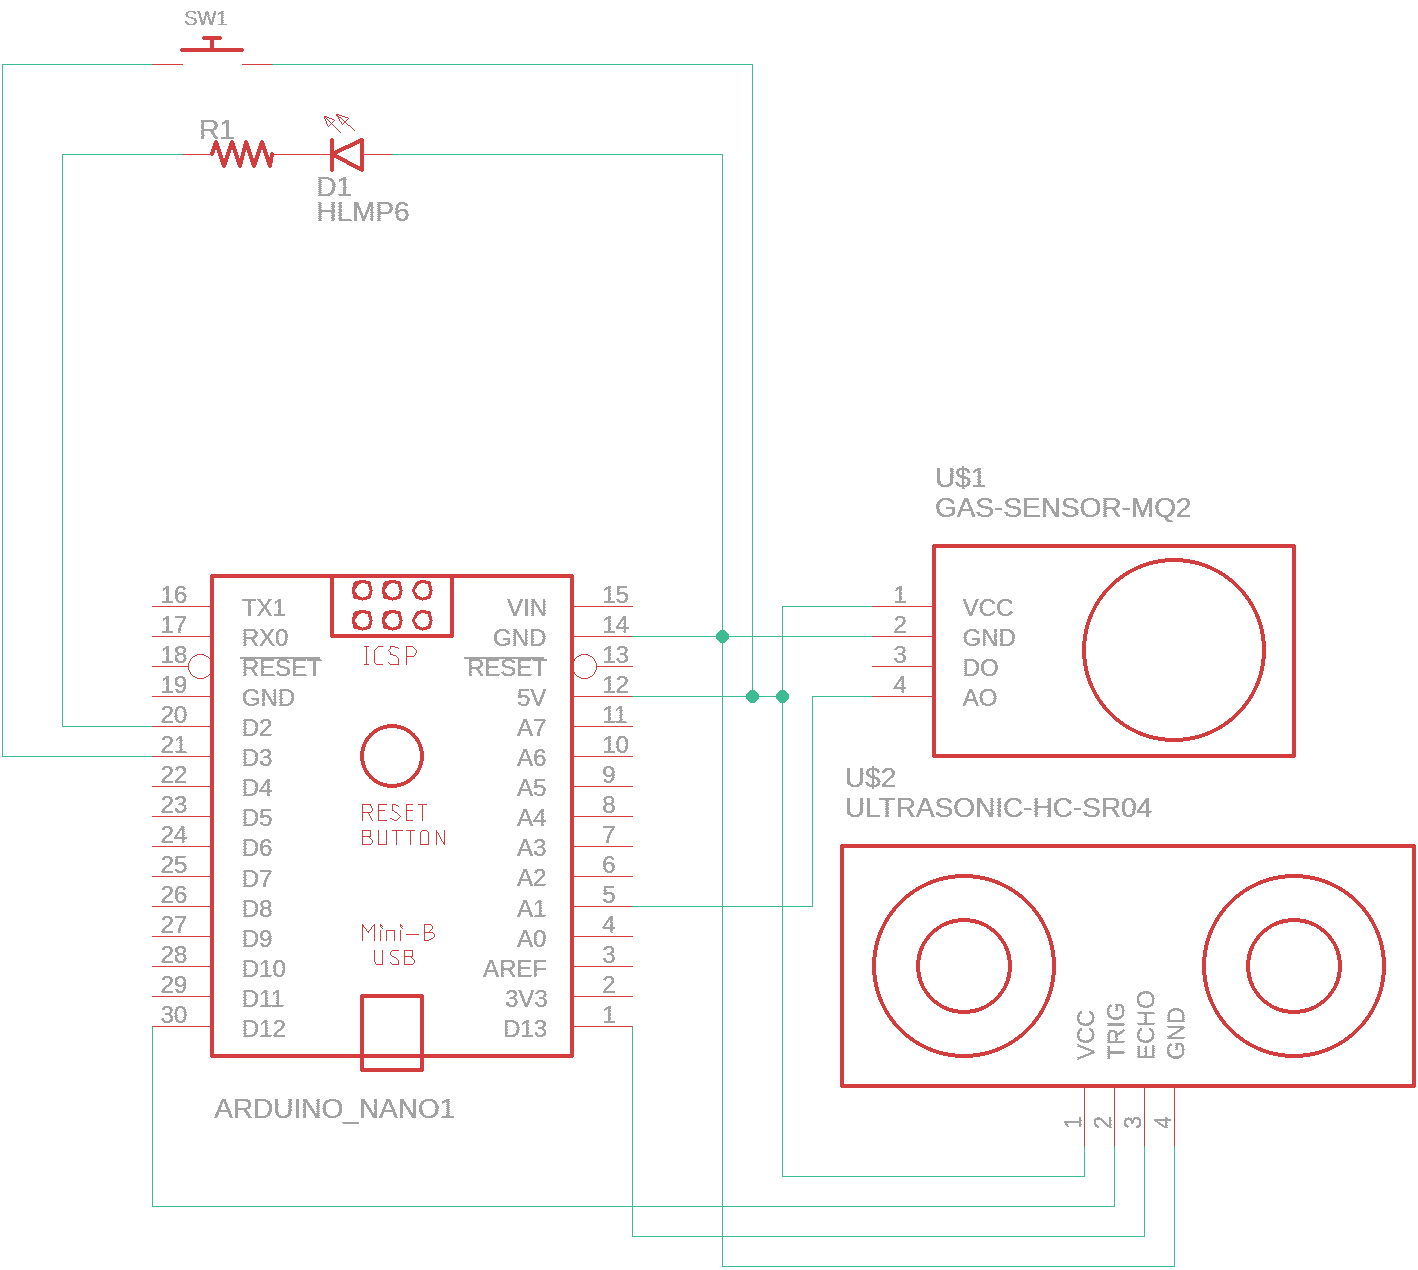 SW1
R1
D1
HLMP6
U$1
GAS-SENSOR-MQ2
1 VCC
2 GND
3 DO
4 AO
16 TX1 VIN 15
17 RX0 GND 14
18 RESET RESET 13
19 GND 5V 12
20 D2 A7 11
21 D3 A6 10
22 D4 A5 9
23 D5 A4 8
24 D6 A3 7
25 D7 A2 6
26 D8 A1 5
27 D9 A0 4
28 D10 AREF 3
29 D11 3V3 2
30 D12 D13 1
ICSP
RESET
BUTTON
Mini-B
USB
ARDUINO_NANO1
U$2
ULTRASONIC-HC-SR04
VCC
TRIG
ECHO
GND
1
2
3
4